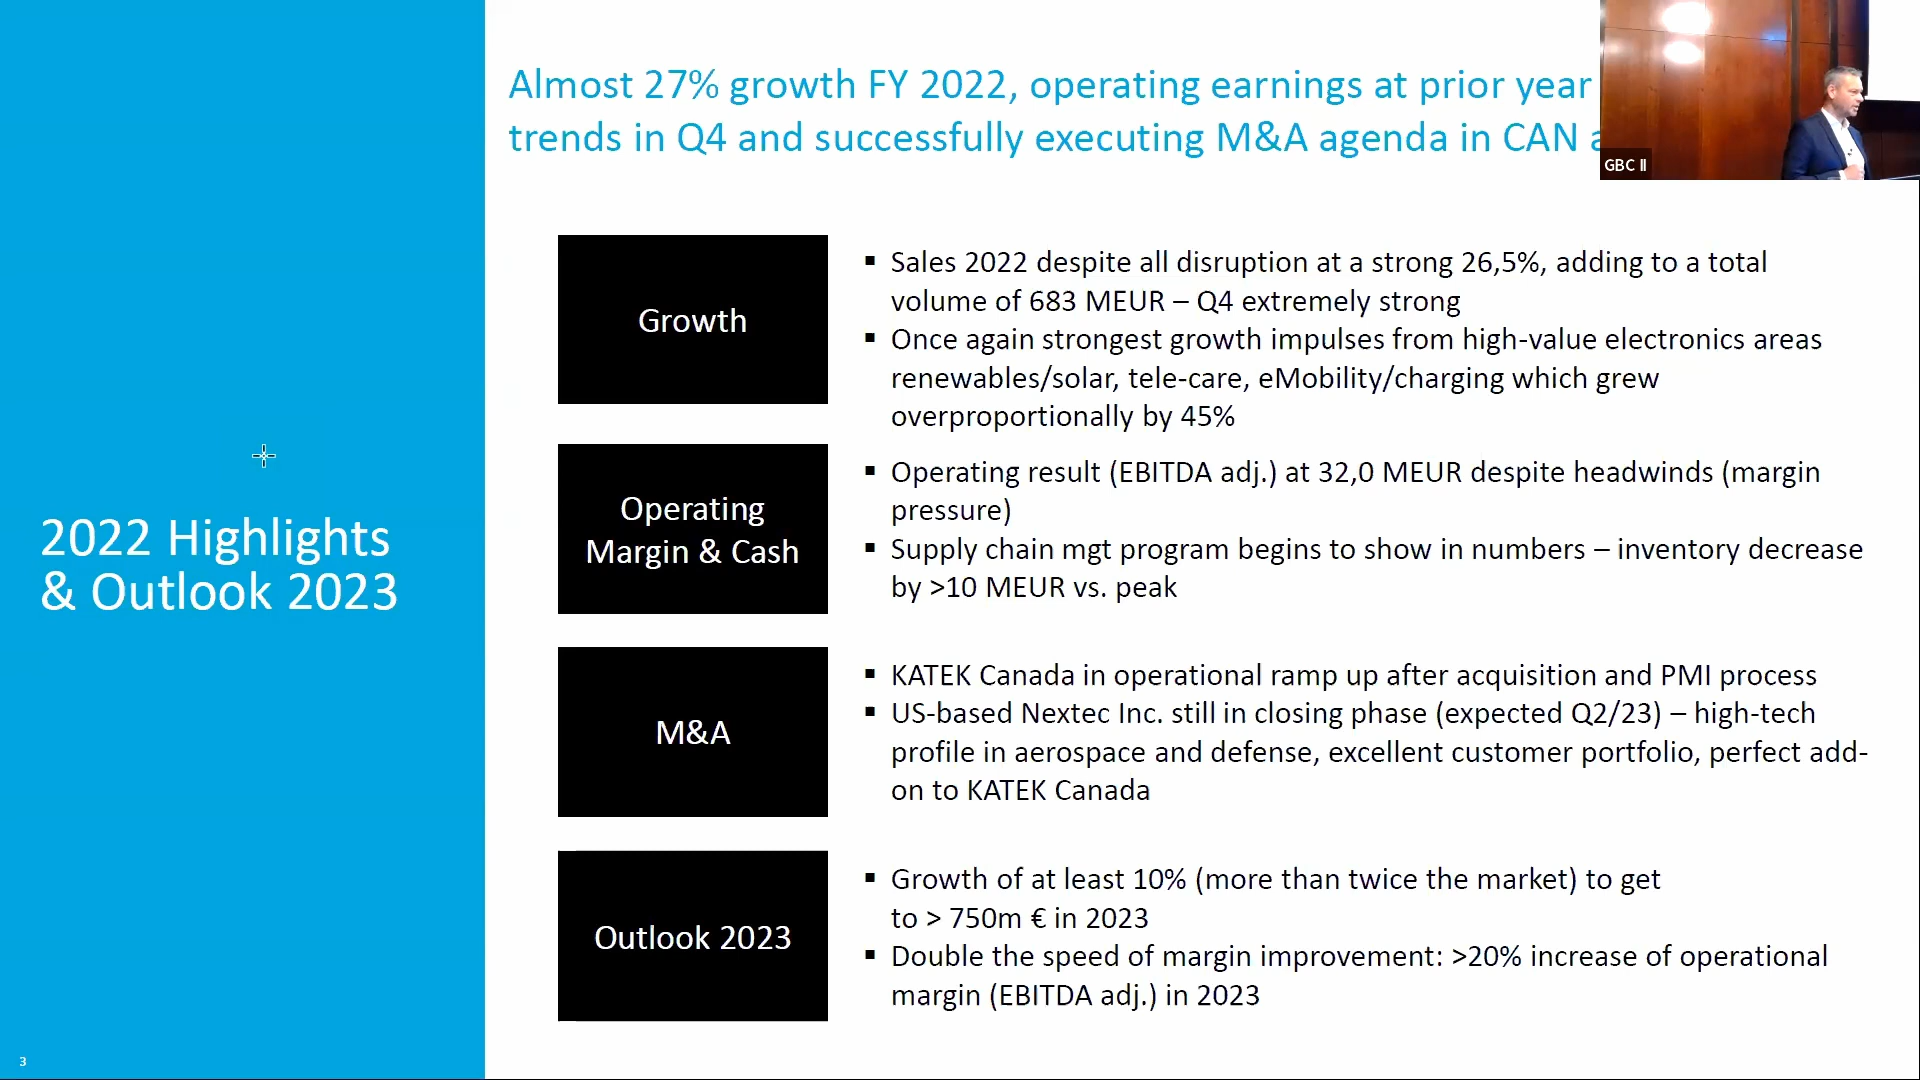 Almost 27% growth FY 2022, operating earnings at prior year
trends in Q4 and successfully executing M&A agenda in CAN
GBC II
2022 Highlights
& Outlook 2023
Growth
▪ Sales 2022 despite all disruption at a strong 26,5%, adding to a total
volume of 683 MEUR – Q4 extremely strong
▪ Once again strongest growth impulses from high-value electronics areas
renewables/solar, tele-care, eMobility/charging which grew
overproportionally by 45%
Operating
Margin & Cash
▪ Operating result (EBITDA adj.) at 32,0 MEUR despite headwinds (margin
pressure)
▪ Supply chain mgt program begins to show in numbers – inventory decrease
by >10 MEUR vs. peak
M&A
▪ KATEK Canada in operational ramp up after acquisition and PMI process
▪ US-based Nextec Inc. still in closing phase (expected Q2/23) – high-tech
profile in aerospace and defense, excellent customer portfolio, perfect add-
on to KATEK Canada
Outlook 2023
▪ Growth of at least 10% (more than twice the market) to get
to > 750m € in 2023
▪ Double the speed of margin improvement: >20% increase of operational
margin (EBITDA adj.) in 2023
3